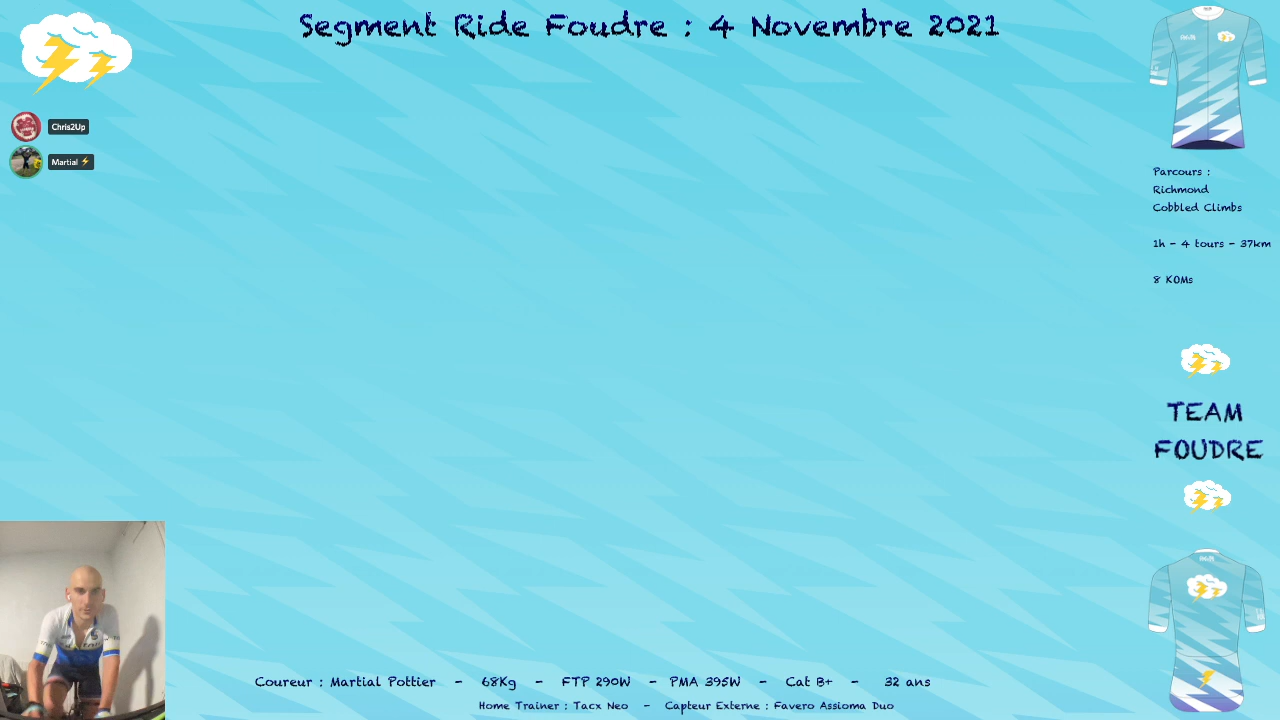 Segment Ride Foudre : 4 Novembre 2021
Chris2Up
Martial ⚡
Parcours :
Richmond
Cobbled Climbs
1h - 4 tours - 37km
8 KOMs
TEAM
FOUDRE
Coureur : Martial Pottier - 68Kg - FTP 290W - PMA 395W - Cat B+ - 32 ans
Home Trainer : Tacx Neo - Capteur Externe : Favero Assioma Duo